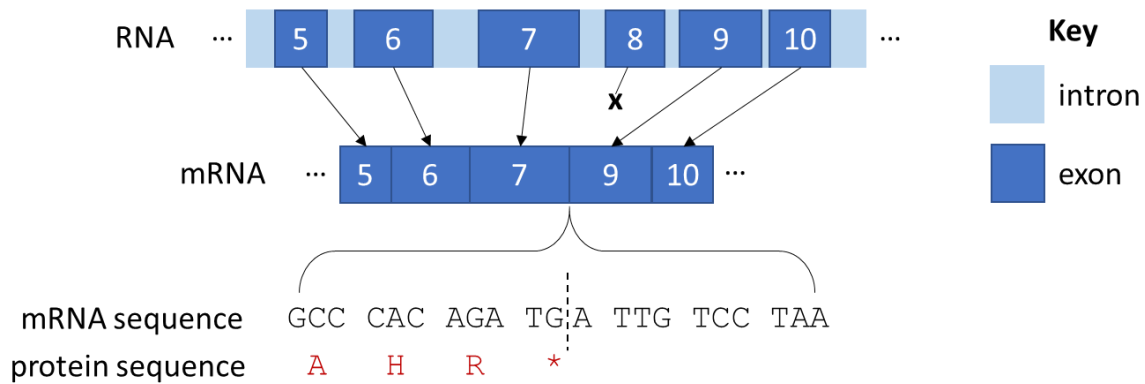 RNA ... 5 6 7 8 9 10 ...
Key
x
intron
mRNA ... 5 6 7 9 10 ...
exon
mRNA sequence GCC CAC AGA TG A TTG TCC TAA
protein sequence A H R *